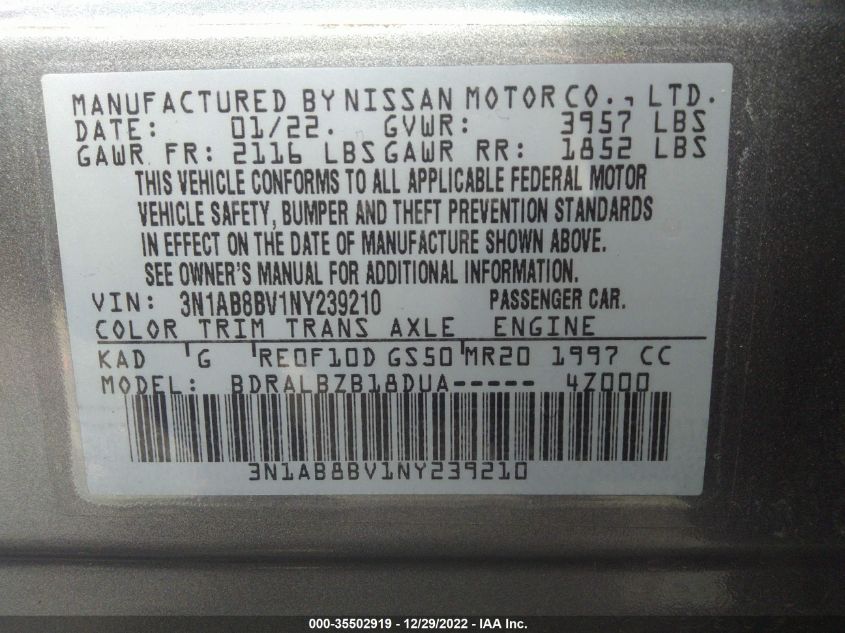 MANUFACTURED BY NISSAN MOTOR CO., LTD.
DATE: 01/22. GVWR: 3957 LBS
GAWR FR: 2116 LBS GAWR RR: 1852 LBS
THIS VEHICLE CONFORMS TO ALL APPLICABLE FEDERAL MOTOR
VEHICLE SAFETY, BUMPER AND THEFT PREVENTION STANDARDS
IN EFFECT ON THE DATE OF MANUFACTURE SHOWN ABOVE.
SEE OWNER'S MANUAL FOR ADDITIONAL INFORMATION.
VIN: 3N1AB8BV1NY239210 PASSENGER CAR.
COLOR TRIM TRANS AXLE ENGINE
KAD G RE0F10D GS50 MR20 1997 CC
MODEL: BDRALBZB18DUA----- 4Z000
3N1AB8BV1NY239210
000-35502919 - 12/29/2022 - IAA Inc.